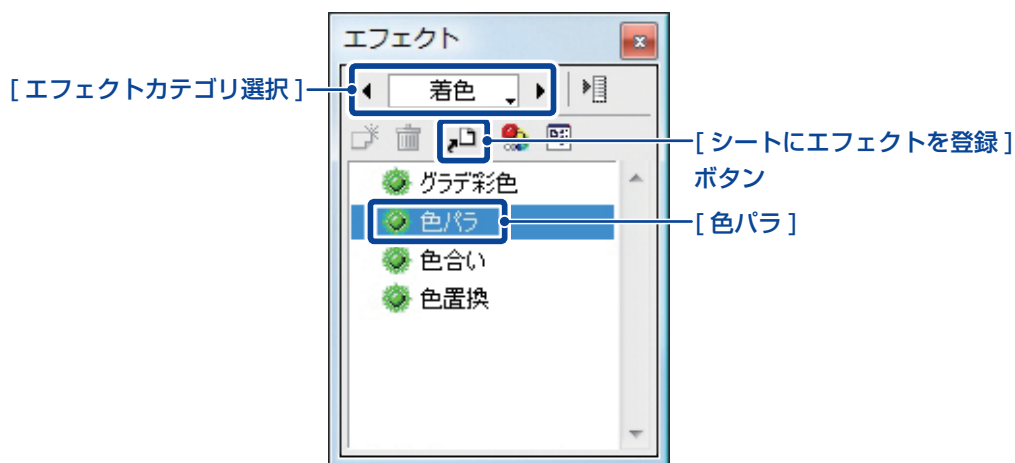 エフェクト
[ エフェクトカテゴリ選択 ]
着色
[ シートにエフェクトを登録 ]
ボタン
グラデ彩色
色パラ
[ 色パラ ]
色合い
色置換